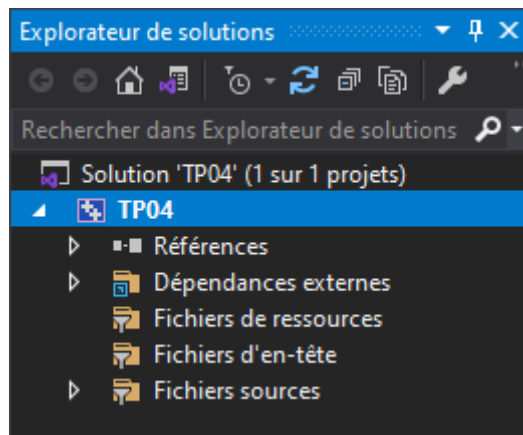 Explorateur de solutions
Rechercher dans Explorateur de solutions
Solution 'TP04' (1 sur 1 projets)
TP04
Références
Dépendances externes
Fichiers de ressources
Fichiers d'en-tête
Fichiers sources